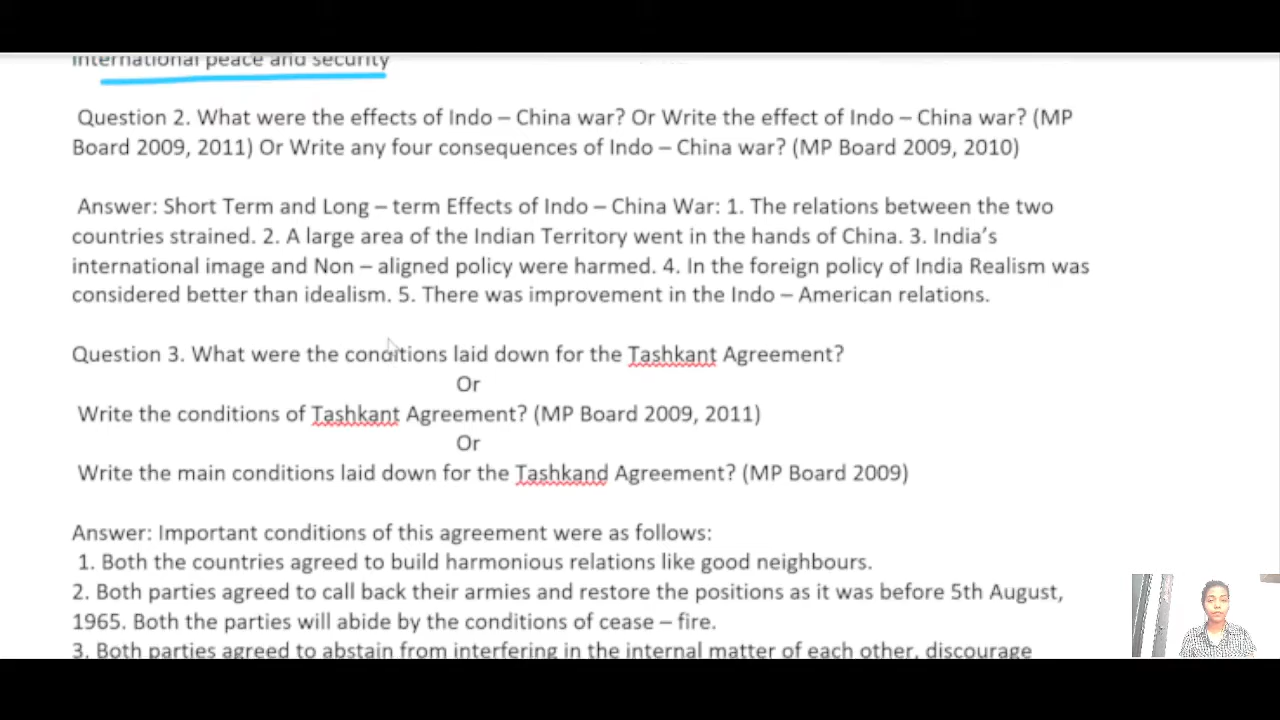 International peace and security
Question 2. What were the effects of Indo – China war? Or Write the effect of Indo – China war? (MP
Board 2009, 2011) Or Write any four consequences of Indo – China war? (MP Board 2009, 2010)
Answer: Short Term and Long – term Effects of Indo – China War: 1. The relations between the two
countries strained. 2. A large area of the Indian Territory went in the hands of China. 3. India’s
international image and Non – aligned policy were harmed. 4. In the foreign policy of India Realism was
considered better than idealism. 5. There was improvement in the Indo – American relations.
Question 3. What were the conditions laid down for the Tashkant Agreement?
Or
Write the conditions of Tashkant Agreement? (MP Board 2009, 2011)
Or
Write the main conditions laid down for the Tashkand Agreement? (MP Board 2009)
Answer: Important conditions of this agreement were as follows:
1. Both the countries agreed to build harmonious relations like good neighbours.
2. Both parties agreed to call back their armies and restore the positions as it was before 5th August,
1965. Both the parties will abide by the conditions of cease – fire.
3. Both parties agreed to abstain from interfering in the internal matter of each other, discourage